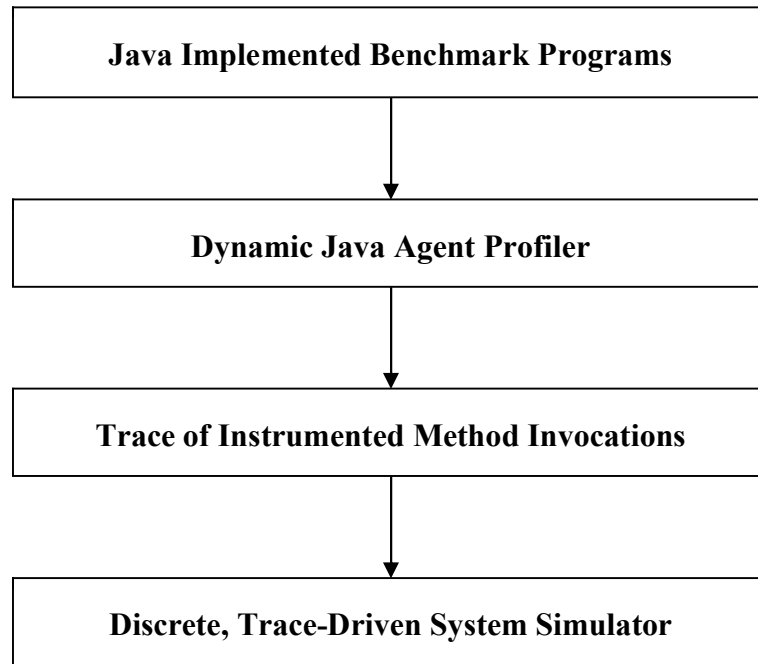 Java Implemented Benchmark Programs
Dynamic Java Agent Profiler
Trace of Instrumented Method Invocations
Discrete, Trace-Driven System Simulator